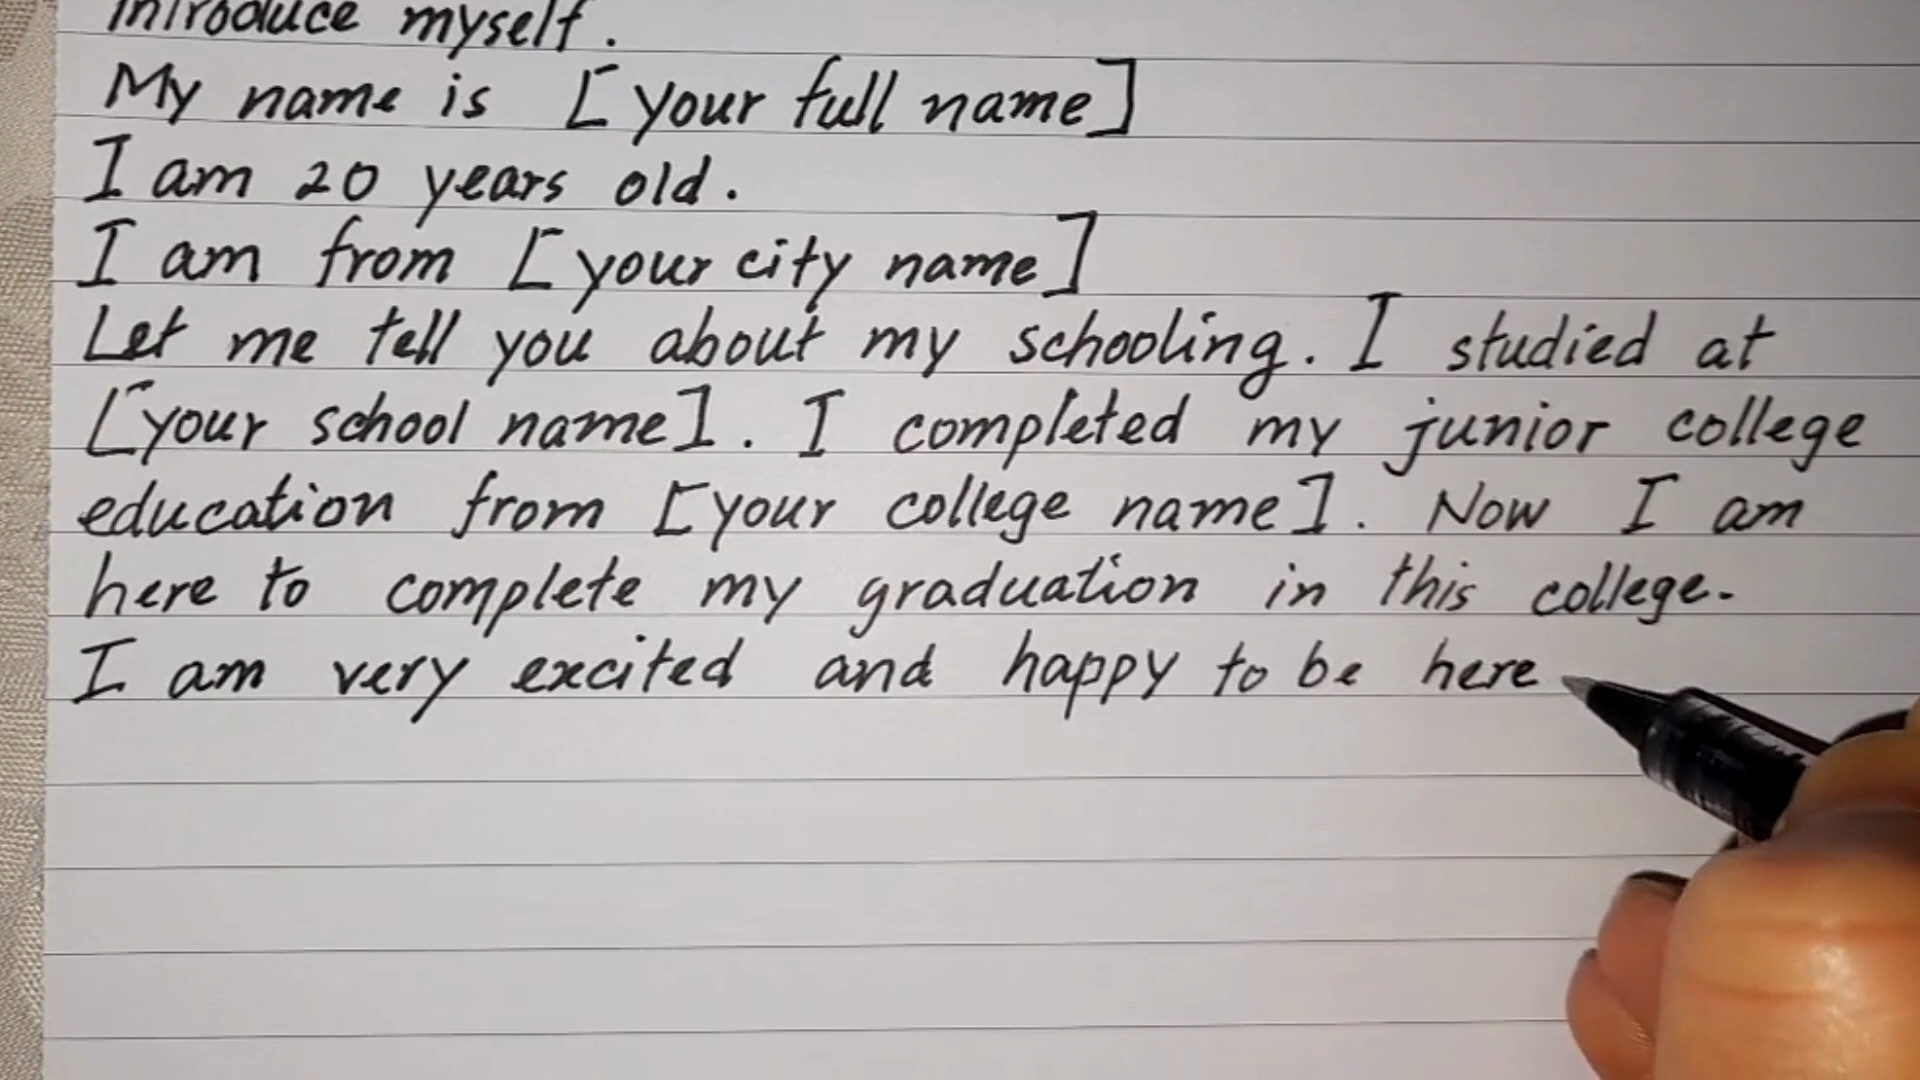 introduce myself.
My name is [your full name]
I am 20 years old.
I am from [your city name]
Let me tell you about my schooling. I studied at
[your school name]. I completed my junior college
education from [your college name]. Now I am
here to complete my graduation in this college.
I am very excited and happy to be here